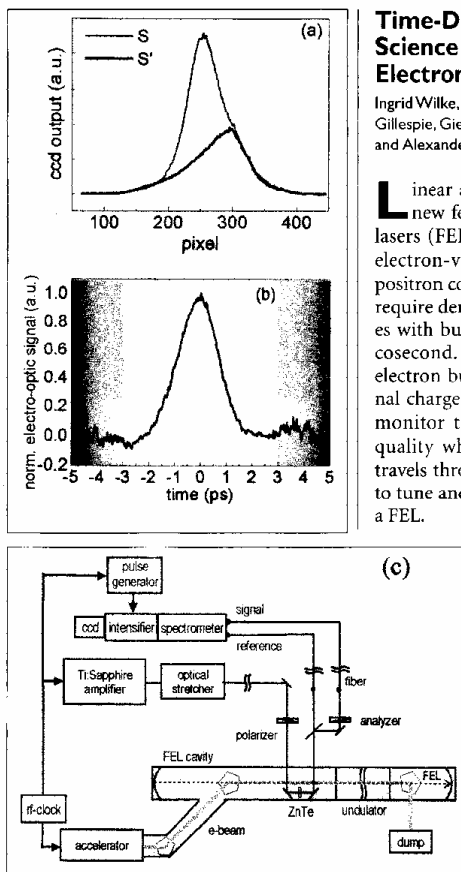 (a)
S
S'
ccd output (a.u.)
100 200 300 400
pixel
(b)
norm. electro-optic signal (a.u.)
1.0
0.8
0.6
0.4
0.2
0.0
-0.2
-5 -4 -3 -2 -1 0 1 2 3 4 5
time (ps)
Time-D
Science
Electron
Ingrid Wilke,
Gillespie, Gie
and Alexande
Linear a
new fe
lasers (FEL
electron-v
positron co
require der
es with bu
cosecond.
electron bu
nal charge
monitor t
quality wh
travels thro
to tune and
a FEL.
(c)
pulse
generator
signal
ccd intensifier spectrometer
reference
Ti:Sapphire
amplifier
optical
stretcher
fiber
polarizer
analyzer
FEL cavity
FEL
rf-clock
ZnTe
undulator
e-beam
accelerator
dump